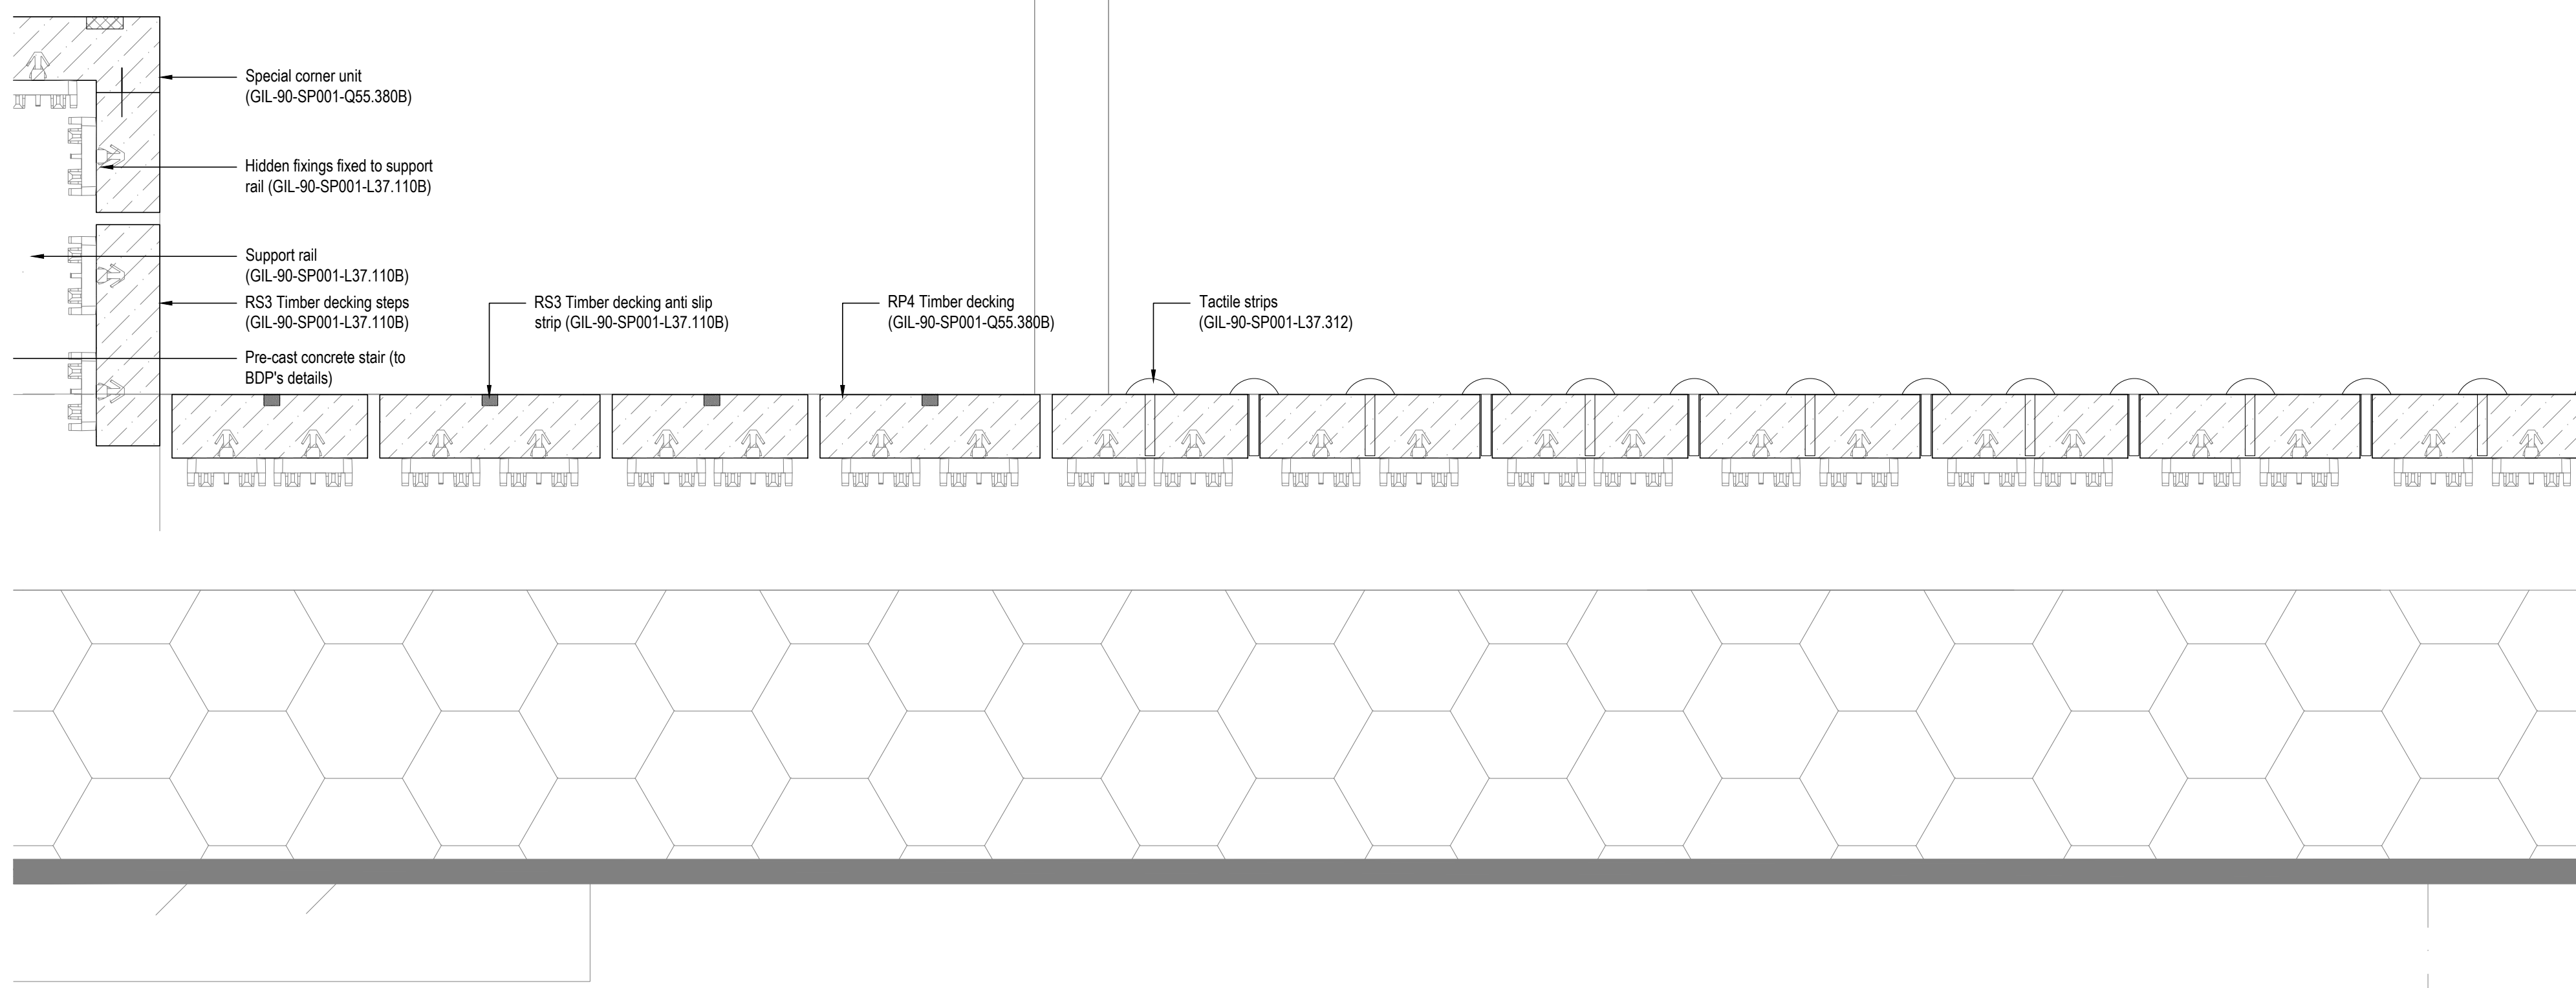 Special corner unit
(GIL-90-SP001-Q55.380B)
Hidden fixings fixed to support
rail (GIL-90-SP001-L37.110B)
Support rail
(GIL-90-SP001-L37.110B)
RS3 Timber decking steps
(GIL-90-SP001-L37.110B)
Pre-cast concrete stair (to
BDP's details)
RS3 Timber decking anti slip
strip (GIL-90-SP001-L37.110B)
RP4 Timber decking
(GIL-90-SP001-Q55.380B)
Tactile strips
(GIL-90-SP001-L37.312)